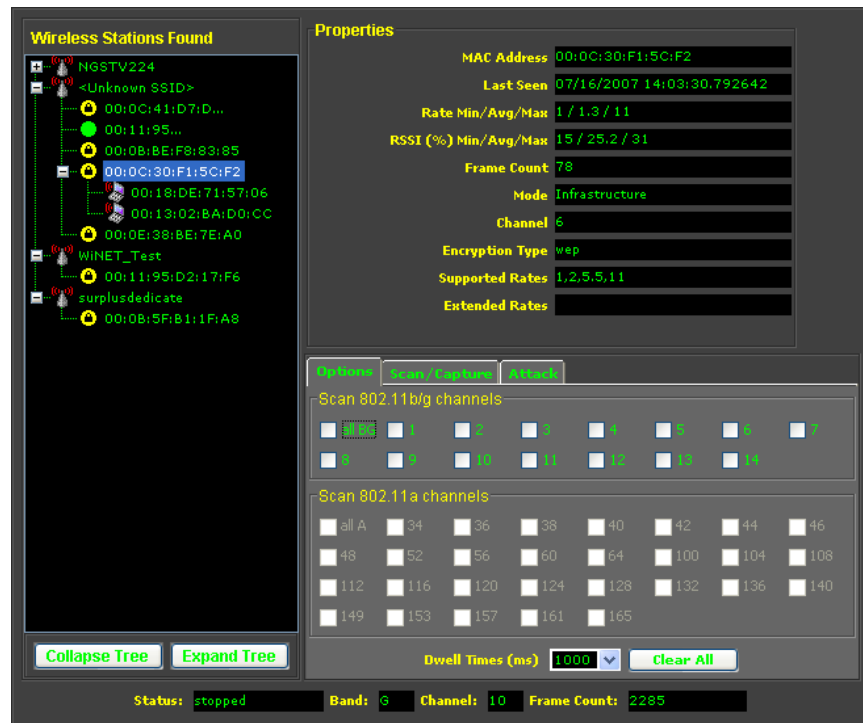 Wireless Stations Found
NGSTV224
<Unknown SSID>
00:0C:41:D7:D...
00:11:95...
00:0B:BE:F8:83:85
00:0C:30:F1:5C:F2
00:18:DE:71:57:06
00:13:02:BA:D0:CC
00:0E:38:BE:7E:A0
WiNET_Test
00:11:95:D2:17:F6
surplusdedicate
00:0B:5F:B1:1F:A8
Collapse Tree Expand Tree
Properties
MAC Address 00:0C:30:F1:5C:F2
Last Seen 07/16/2007 14:03:30.792642
Rate Min/Avg/Max 1 / 1.3 / 11
RSSI (%) Min/Avg/Max 15 / 25.2 / 31
Frame Count 78
Mode Infrastructure
Channel 6
Encryption Type wep
Supported Rates 1,2,5.5,11
Extended Rates
Options Scan/Capture Attack
Scan 802.11b/g channels
all BG 1 2 3 4 5 6 7
8 9 10 11 12 13 14
Scan 802.11a channels
all A 34 36 38 40 42 44 46
48 52 56 60 64 100 104 108
112 116 120 124 128 132 136 140
149 153 157 161 165
Dwell Times (ms) 1000 Clear All
Status: stopped Band: G Channel: 10 Frame Count: 2285